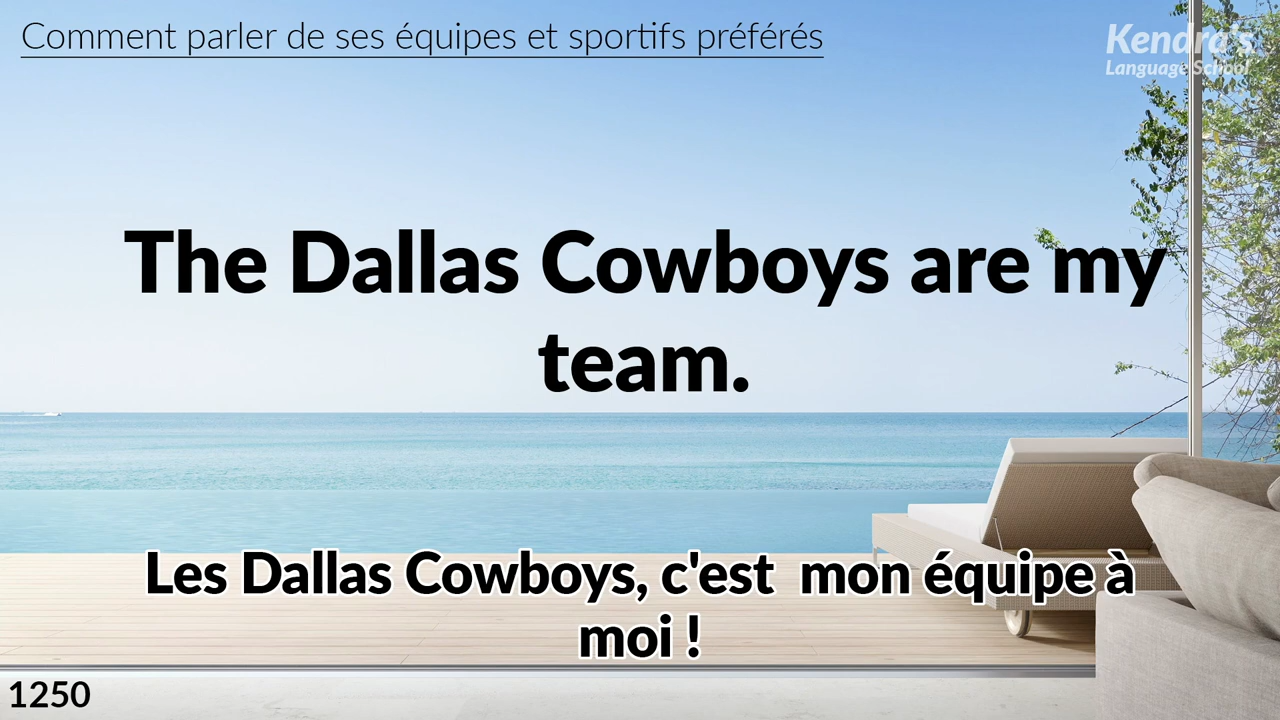 Comment parler de ses équipes et sportifs préférés
Kendra's
Language School
The Dallas Cowboys are my
team.
Les Dallas Cowboys, c'est  mon équipe à
moi !
1250